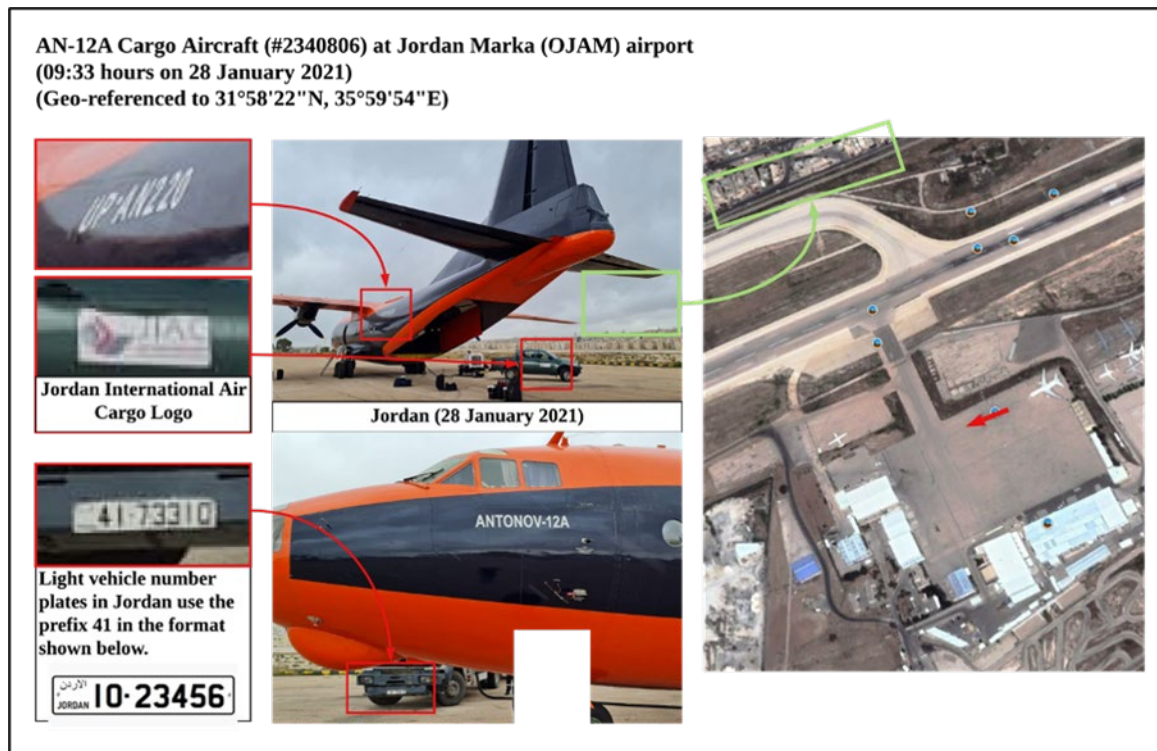 AN-12A Cargo Aircraft (#2340806) at Jordan Marka (OJAM) airport
(09:33 hours on 28 January 2021)
(Geo-referenced to 31°58'22"N, 35°59'54"E)
UP-AN220
JIAC
Jordan International Air
Cargo Logo
Jordan (28 January 2021)
41-73310
ANTONOV-12A
Light vehicle number
plates in Jordan use the
prefix 41 in the format
shown below.
الأردن
JORDAN 10-23456